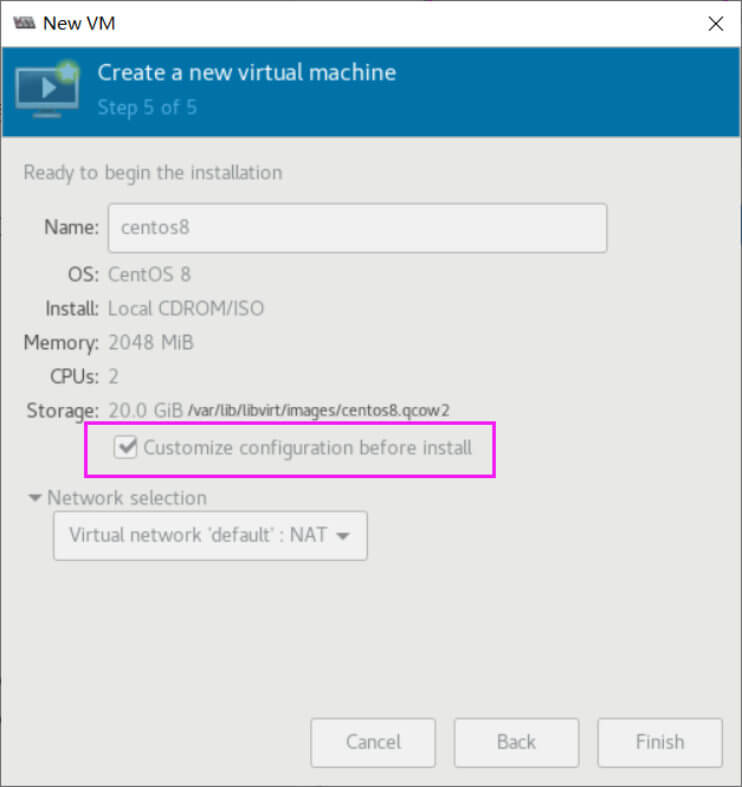 New VM
Create a new virtual machine
Step 5 of 5
Ready to begin the installation
Name: centos8
OS: CentOS 8
Install: Local CDROM/ISO
Memory: 2048 MiB
CPUs: 2
Storage: 20.0 GiB /var/lib/libvirt/images/centos8.qcow2
Customize configuration before install
Network selection
Virtual network 'default' : NAT
Cancel Back Finish